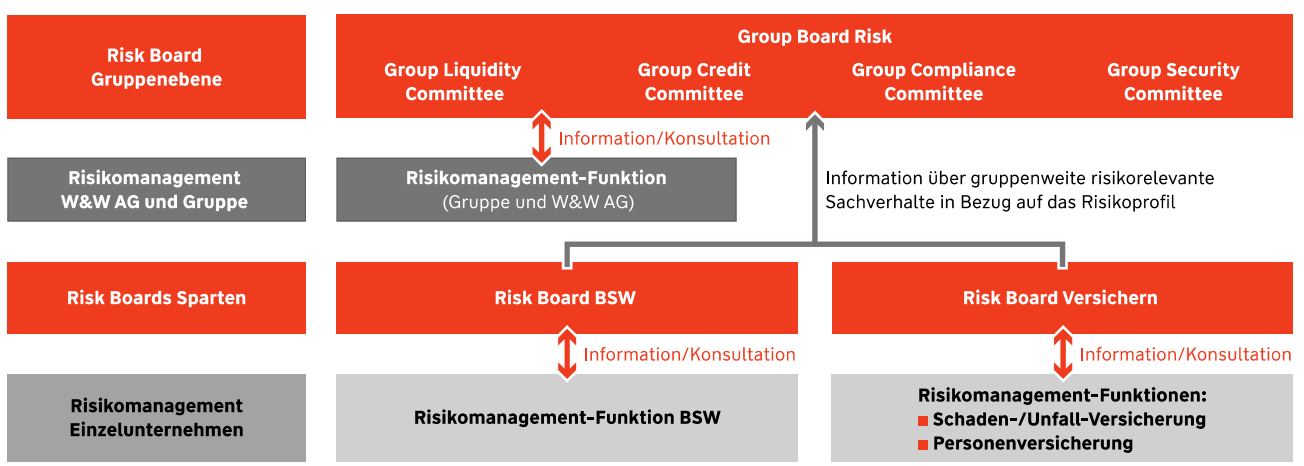 Risk Board
Gruppenebene
Group Board Risk
Group Liquidity
Committee
Group Credit
Committee
Group Compliance
Committee
Group Security
Committee
Information/Konsultation
Risikomanagement
W&W AG und Gruppe
Risikomanagement-Funktion
(Gruppe und W&W AG)
Information über gruppenweite risikorelevante
Sachverhalte in Bezug auf das Risikoprofil
Risk Boards Sparten
Risk Board BSW
Risk Board Versichern
Information/Konsultation
Information/Konsultation
Risikomanagement
Einzelunternehmen
Risikomanagement-Funktion BSW
Risikomanagement-Funktionen:
Schaden-/Unfall-Versicherung
Personenversicherung